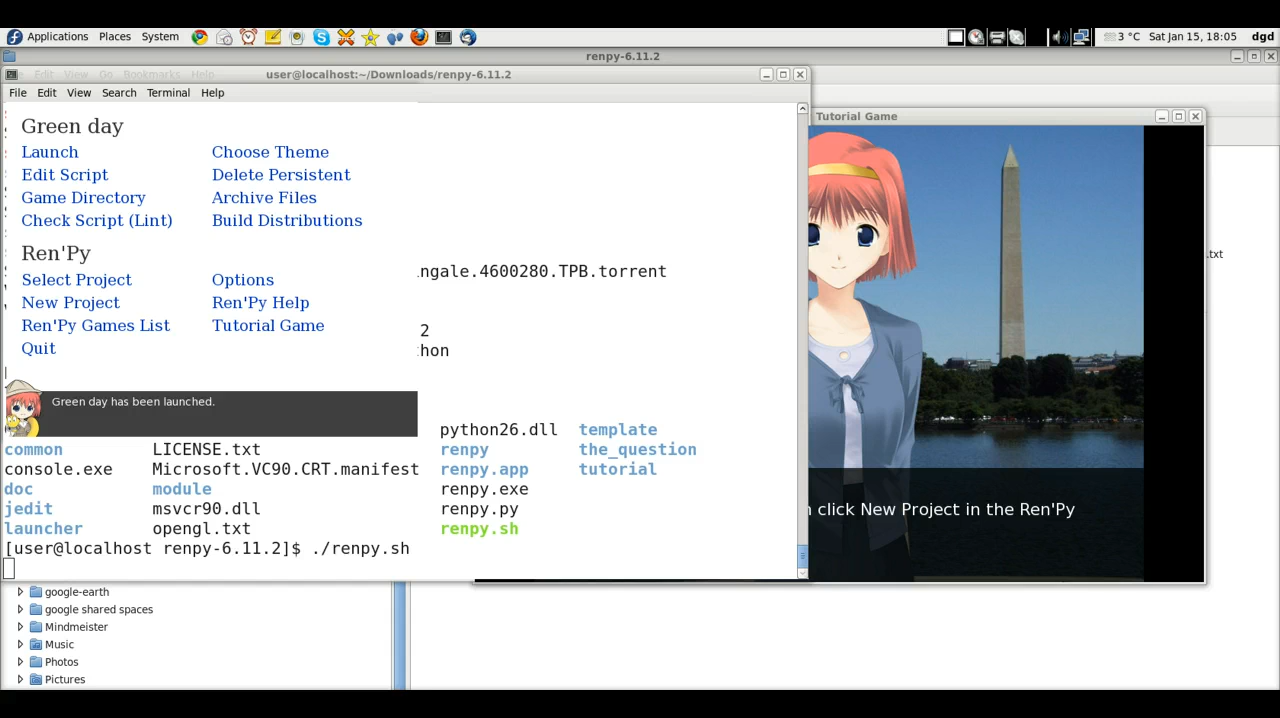 Applications Places System 3 °C Sat Jan 15, 18:05 dgd
renpy-6.11.2
Edit View Go Bookmarks Help
user@localhost:~/Downloads/renpy-6.11.2
File Edit View Search Terminal Help
Tutorial Game
Green day
Launch Choose Theme
Edit Script Delete Persistent
Game Directory Archive Files
Check Script (Lint) Build Distributions
Ren'Py
Select Project Options
New Project Ren'Py Help
Ren'Py Games List Tutorial Game
Quit
.txt
ngale.4600280.TPB.torrent
2
hon
Green day has been launched.
python26.dll template
common LICENSE.txt renpy the_question
console.exe Microsoft.VC90.CRT.manifest renpy.app tutorial
doc module renpy.exe
jedit msvcr90.dll renpy.py
launcher opengl.txt renpy.sh
[user@localhost renpy-6.11.2]$ ./renpy.sh
click New Project in the Ren'Py
google-earth
google shared spaces
Mindmeister
Music
Photos
Pictures